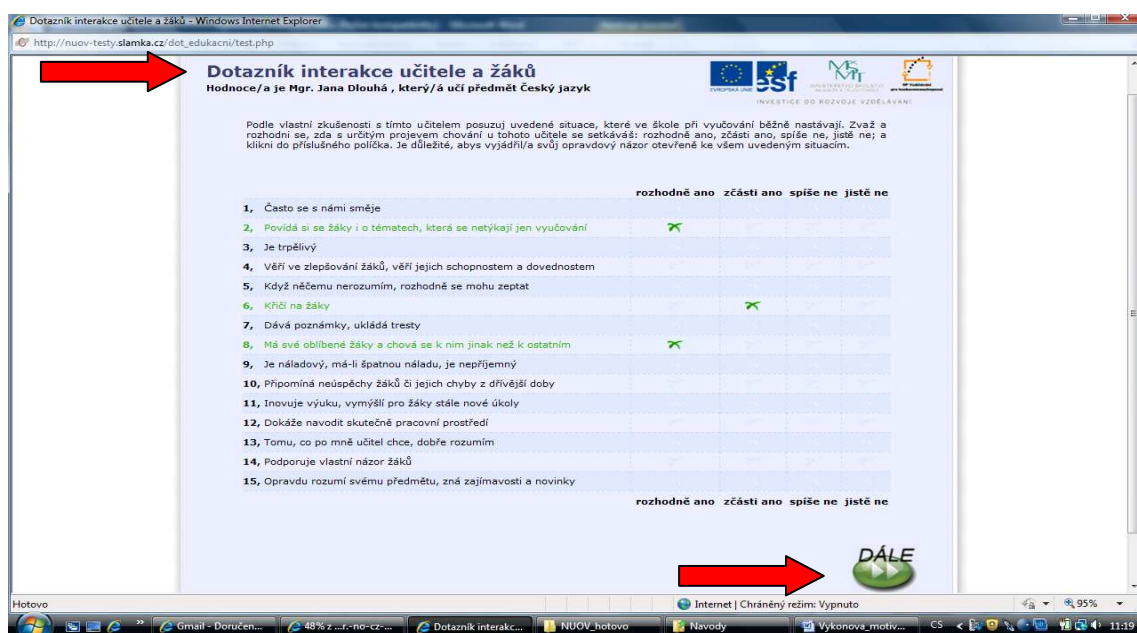 Dotazník interakce učitele a žáků - Windows Internet Explorer
http://nuov-testy.slamka.cz/dot_edukacni/test.php
Dotazník interakce učitele a žáků
Hodnoce/a je Mgr. Jana Dlouhá , který/á učí předmět Český jazyk
EVROPSKÁ UNIE
esf
INVESTICE DO ROZVOJE VZDĚLÁVÁNÍ
Podle vlastní zkušenosti s tímto učitelem posuzuj uvedené situace, které ve škole při vyučování běžně nastávají. Zvaž a
rozhodni se, zda s určitým projevem chování u tohoto učitele se setkáváš: rozhodně ano, zčásti ano, spíše ne, jistě ne; a
klikni do příslušného políčka. Je důležité, abys vyjádřil/a svůj opravdový názor otevřeně ke všem uvedeným situacím.
rozhodně ano zčásti ano spíše ne jistě ne
1, Často se s námi směje
2, Povídá si se žáky i o tématech, která se netýkají jen vyučování
3, Je trpělivý
4, Věří ve zlepšování žáků, věří jejich schopnostem a dovednostem
5, Když něčemu nerozumím, rozhodně se mohu zeptat
6, Křičí na žáky
7, Dává poznámky, ukládá tresty
8, Má své oblíbené žáky a chová se k nim jinak než k ostatním
9, Je náladový, má-li špatnou náladu, je nepříjemný
10, Připomíná neúspěchy žáků či jejich chyby z dřívější doby
11, Inovuje výuku, vymýšlí pro žáky stále nové úkoly
12, Dokáže navodit skutečně pracovní prostředí
13, Tomu, co po mně učitel chce, dobře rozumím
14, Podporuje vlastní názor žáků
15, Opravdu rozumí svému předmětu, zná zajímavosti a novinky
rozhodně ano zčásti ano spíše ne jistě ne
DÁLE
Hotovo
Internet | Chráněný režim: Vypnuto
95%
Gmail - Doručen...
48% z ...r.-no-cz-...
Dotazník interakc...
NUOV_hotovo
Navody
Vykonova_motiv...
CS
11:19